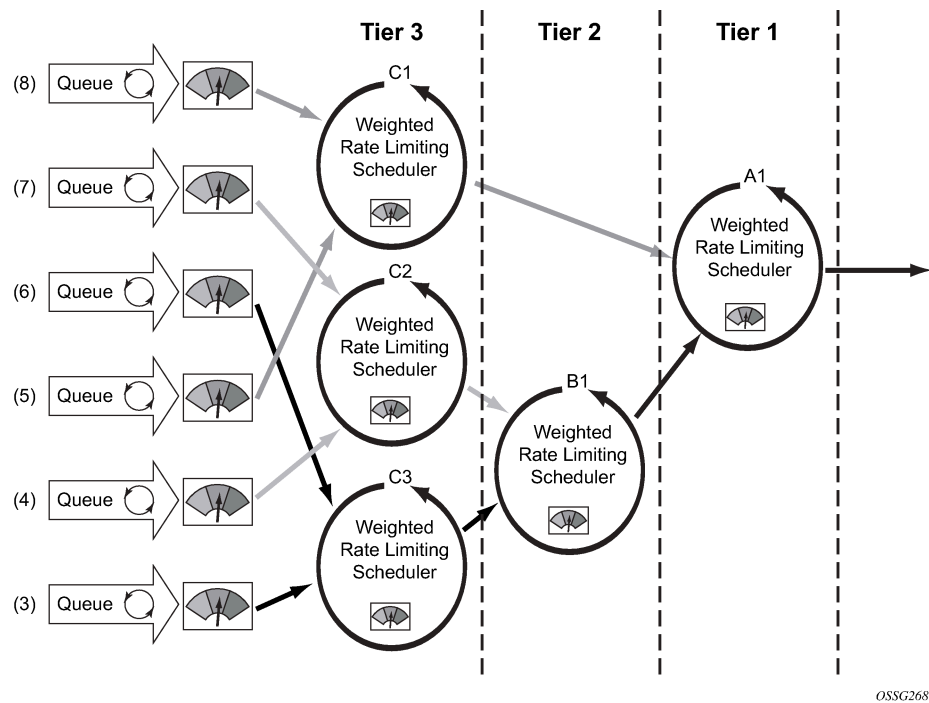 Tier 3
Tier 2
Tier 1
(8)
Queue
C1
Weighted
Rate Limiting
Scheduler
(7)
Queue
A1
Weighted
Rate Limiting
Scheduler
(6)
Queue
C2
Weighted
Rate Limiting
Scheduler
(5)
Queue
B1
Weighted
Rate Limiting
Scheduler
(4)
Queue
C3
Weighted
Rate Limiting
Scheduler
(3)
Queue
OSSG268